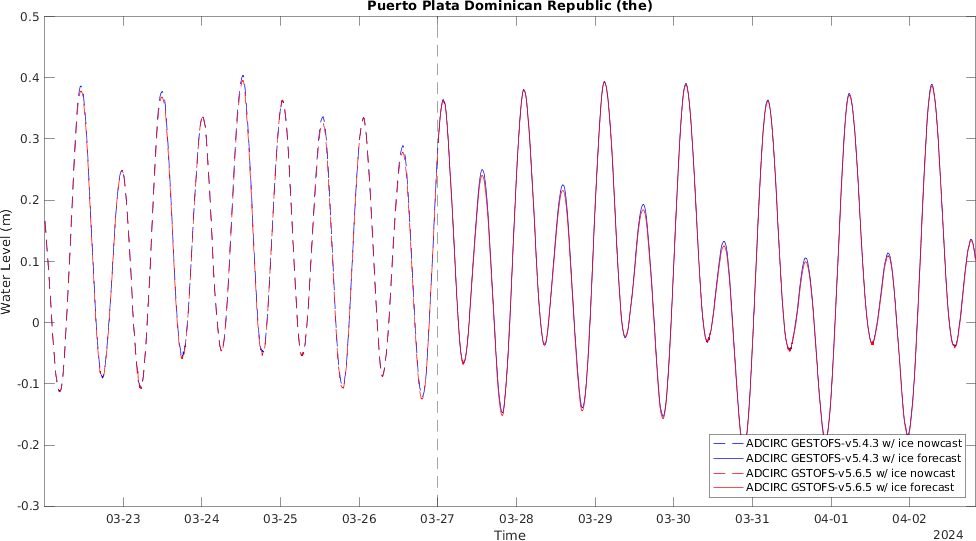 Puerto Plata Dominican Republic (the)
Water Level (m)
0.5
0.4
0.3
0.2
0.1
0
-0.1
-0.2
-0.3
ADCIRC GESTOFS-v5.4.3 w/ ice nowcast
ADCIRC GESTOFS-v5.4.3 w/ ice forecast
ADCIRC GSTOFS-v5.6.5 w/ ice nowcast
ADCIRC GSTOFS-v5.6.5 w/ ice forecast
03-23 03-24 03-25 03-26 03-27 03-28 03-29 03-30 03-31 04-01 04-02
Time
2024